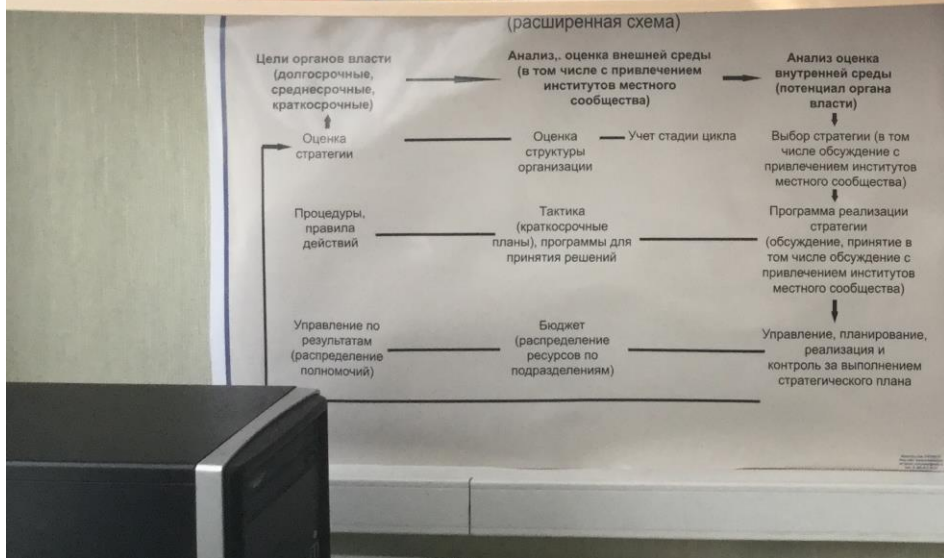 (расширенная схема)
Цели органов власти
(долгосрочные,
среднесрочные,
краткосрочные)
Анализ,. оценка внешней среды
(в том числе с привлечением
институтов местного
сообщества)
Анализ оценка
внутренней среды
(потенциал органа
власти)
Оценка
стратегии
Оценка
структуры
организации
Учет стадии цикла
Выбор стратегии (в том
числе обсуждение с
привлечением институтов
местного сообщества)
Процедуры,
правила
действий
Тактика
(краткосрочные
планы), программы для
принятия решений
Программа реализации
стратегии
(обсуждение, принятие в
том числе обсуждение с
привлечением институтов
местного сообщества)
Управление по
результатам
(распределение
полномочий)
Бюджет
(распределение
ресурсов по
подразделениям)
Управление, планирование,
реализация и
контроль за выполнением
стратегического плана